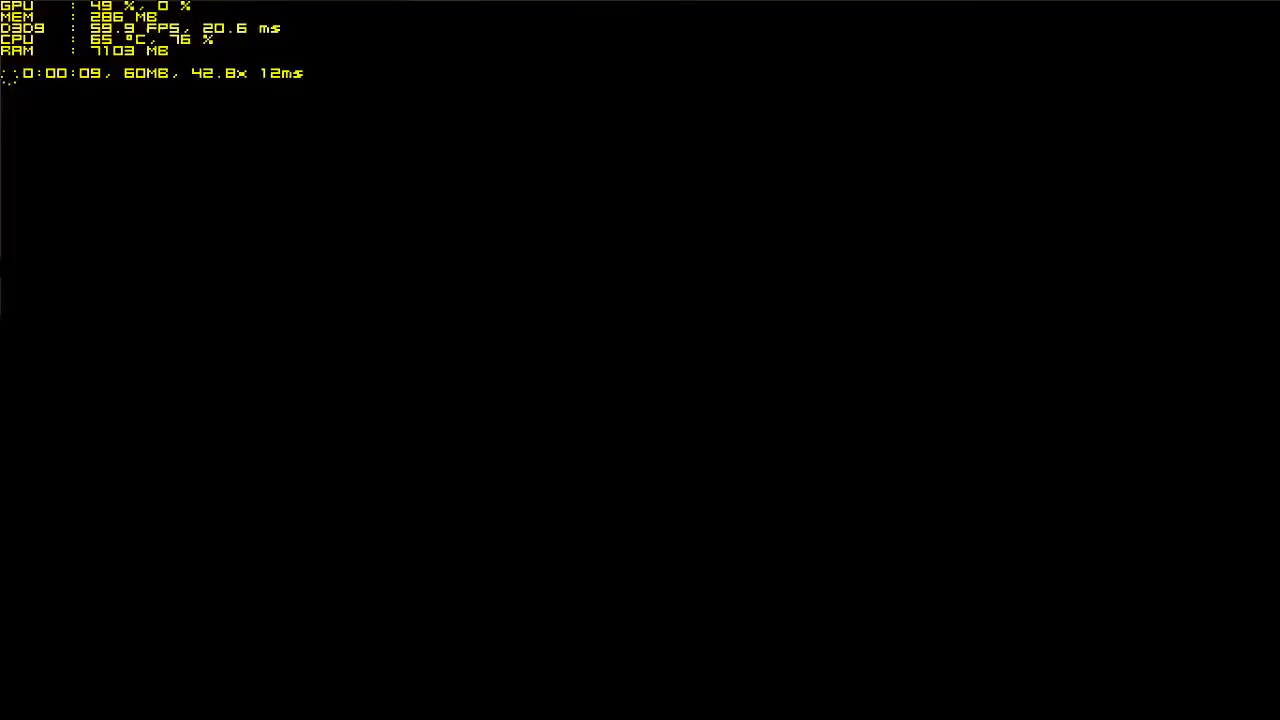 GPU : 49 %, 0 %
MEM : 286 MB
D3D9 : 59.9 FPS, 20.6 ms
CPU : 65 °C, 76 %
RAM : 7103 MB
0:00:09, 60MB, 42.8x 12ms